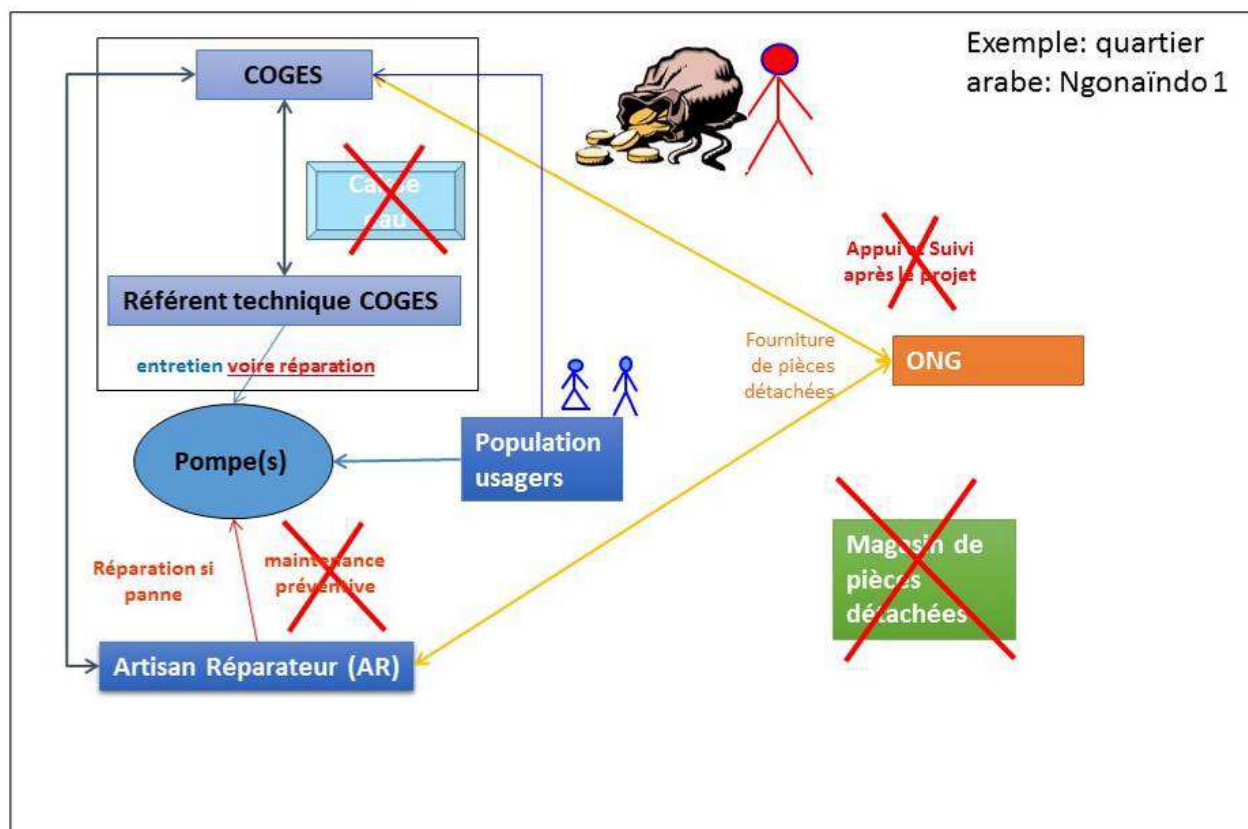 Exemple: quartier
arabe: Ngonaïndo 1
COGES
Caisse
eau
Référent technique COGES
entretien voire réparation
Appui et Suivi
après le projet
Fourniture
de pièces
détachées
ONG
Pompe(s)
Population
usagers
Réparation si
panne
maintenance
préventive
Magasin de
pièces
détachées
Artisan Réparateur (AR)